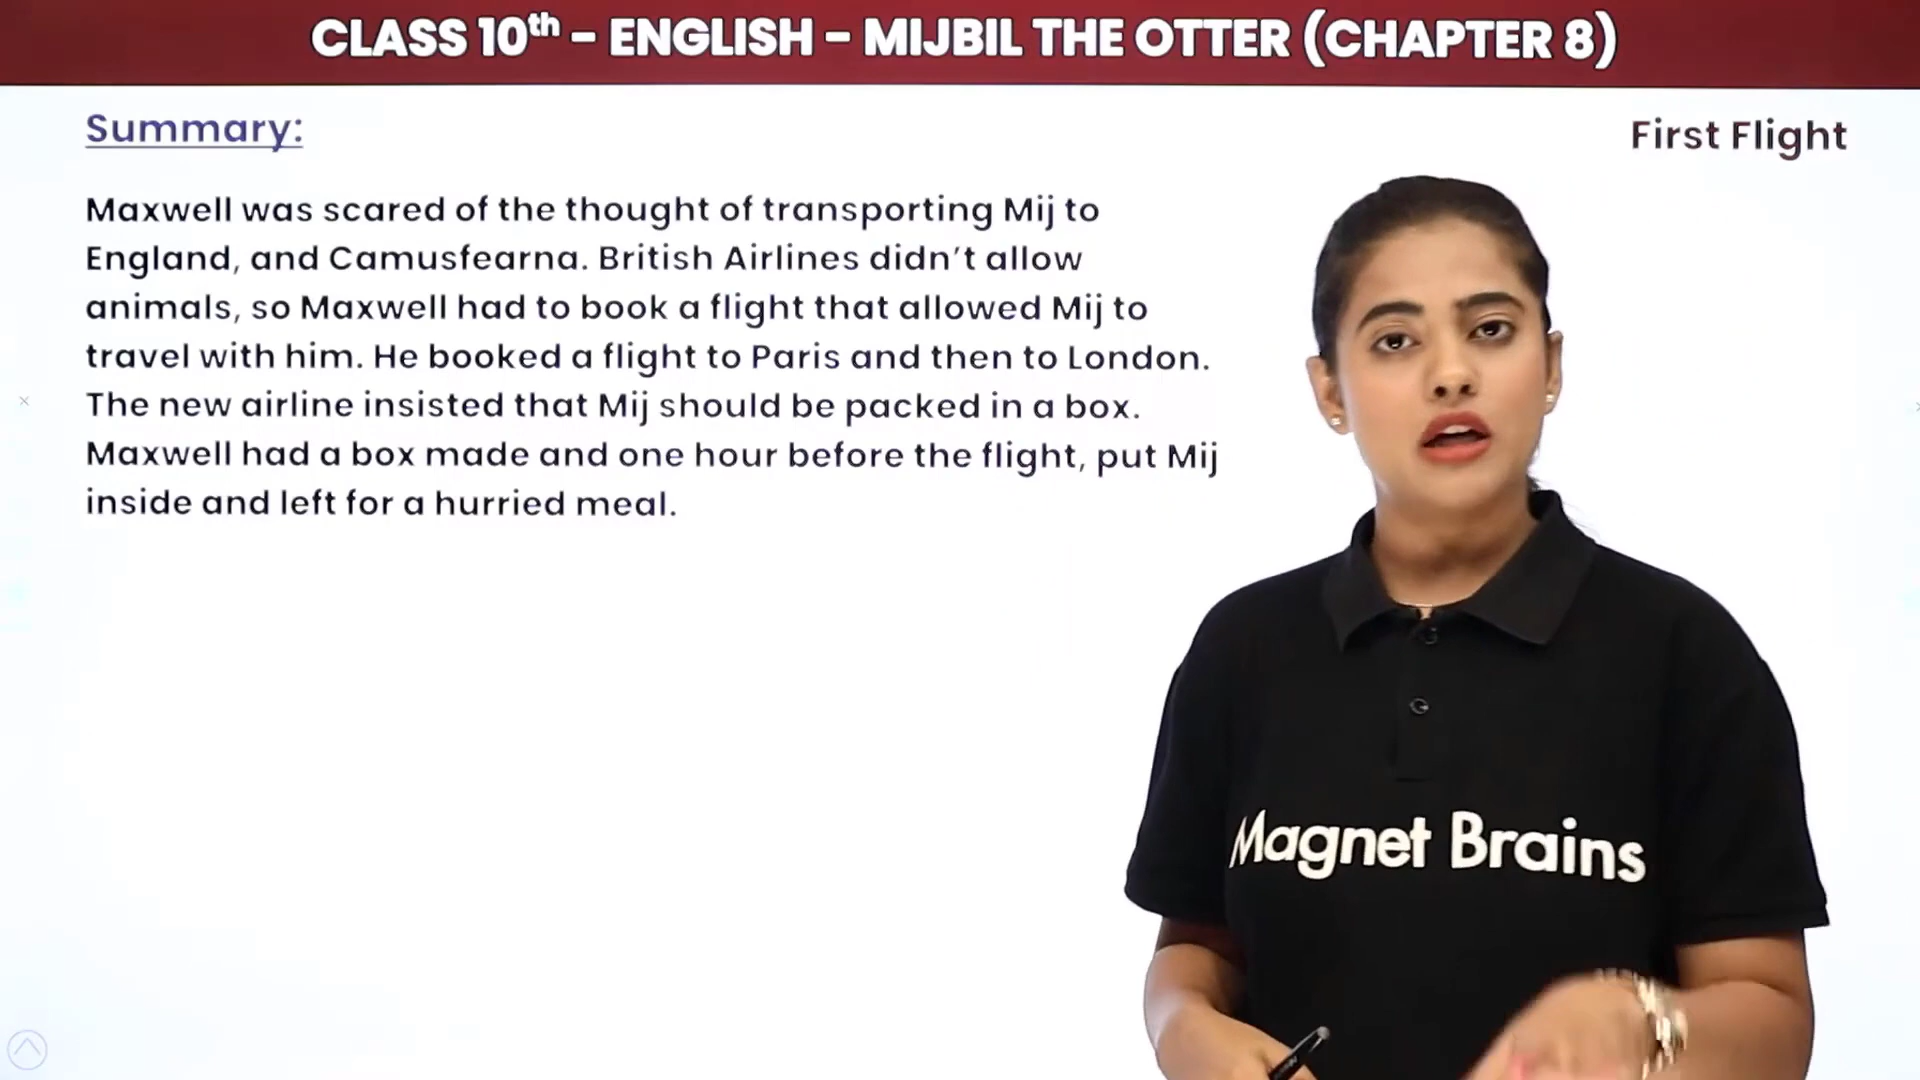 CLASS 10th – ENGLISH – MIJBIL THE OTTER (CHAPTER 8)
Summary:
First Flight
Maxwell was scared of the thought of transporting Mij to
England, and Camusfearna. British Airlines didn't allow
animals, so Maxwell had to book a flight that allowed Mij to
travel with him. He booked a flight to Paris and then to London.
The new airline insisted that Mij should be packed in a box.
Maxwell had a box made and one hour before the flight, put Mij
inside and left for a hurried meal.
Magnet Brains